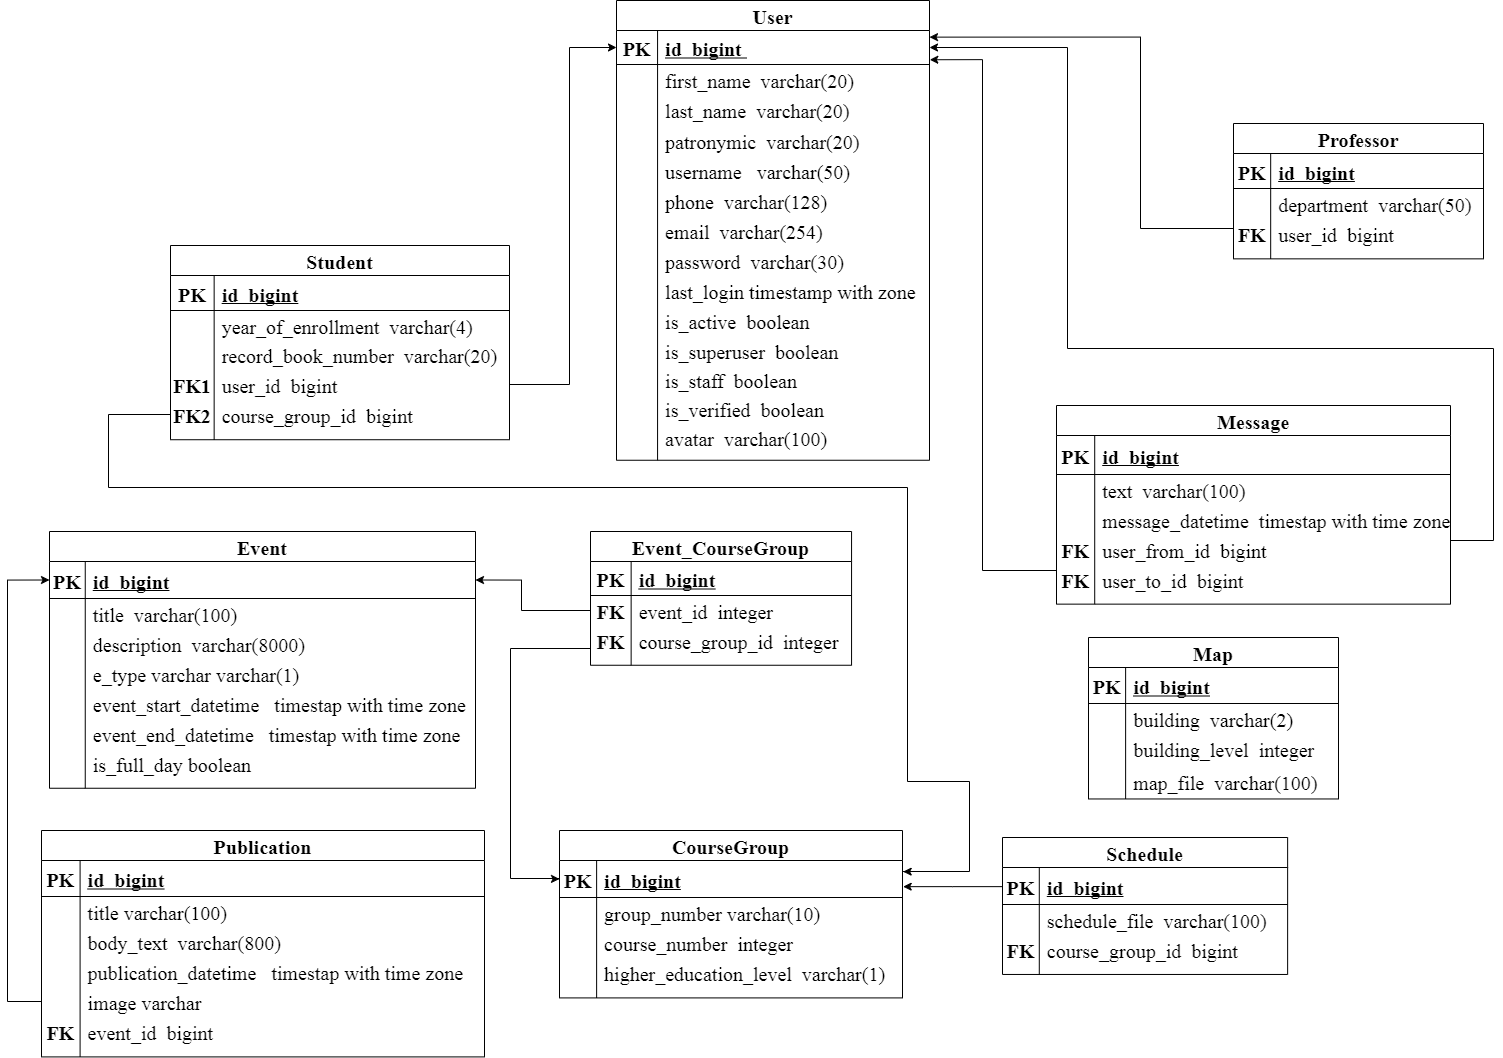 User
PK id_bigint
first_name varchar(20)
last_name varchar(20)
patronymic varchar(20)
username varchar(50)
phone varchar(128)
email varchar(254)
password varchar(30)
last_login timestamp with zone
is_active boolean
is_superuser boolean
is_staff boolean
is_verified boolean
avatar varchar(100)
Professor
PK id_bigint
department varchar(50)
FK user_id bigint
Student
PK id_bigint
year_of_enrollment varchar(4)
record_book_number varchar(20)
FK1 user_id bigint
FK2 course_group_id bigint
Message
PK id_bigint
text varchar(100)
message_datetime timestap with time zone
FK user_from_id bigint
FK user_to_id bigint
Event
PK id_bigint
title varchar(100)
description varchar(8000)
e_type varchar varchar(1)
event_start_datetime timestap with time zone
event_end_datetime timestap with time zone
is_full_day boolean
Event_CourseGroup
PK id_bigint
FK event_id integer
FK course_group_id integer
Map
PK id_bigint
building varchar(2)
building_level integer
map_file varchar(100)
Publication
PK id_bigint
title varchar(100)
body_text varchar(800)
publication_datetime timestap with time zone
image varchar
FK event_id bigint
CourseGroup
PK id_bigint
group_number varchar(10)
course_number integer
higher_education_level varchar(1)
Schedule
PK id_bigint
schedule_file varchar(100)
FK course_group_id bigint